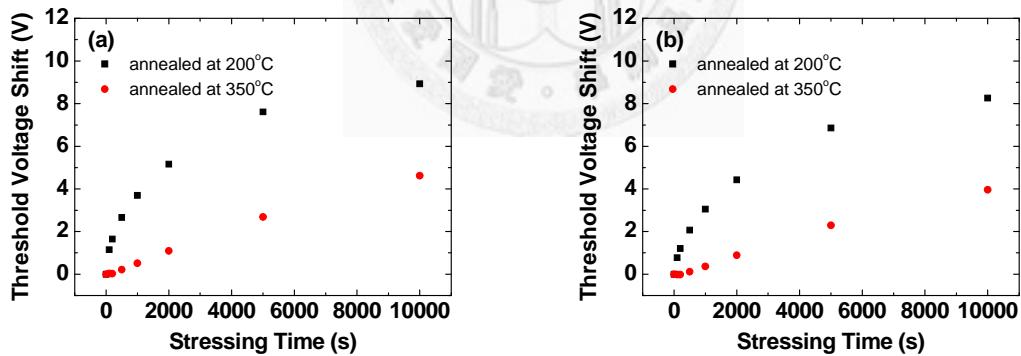 (a)
annealed at 200°C
annealed at 350°C
Threshold Voltage Shift (V)
12
10
8
6
4
2
0
0 2000 4000 6000 8000 10000
Stressing Time (s)
(b)
annealed at 200°C
annealed at 350°C
Threshold Voltage Shift (V)
12
10
8
6
4
2
0
0 2000 4000 6000 8000 10000
Stressing Time (s)